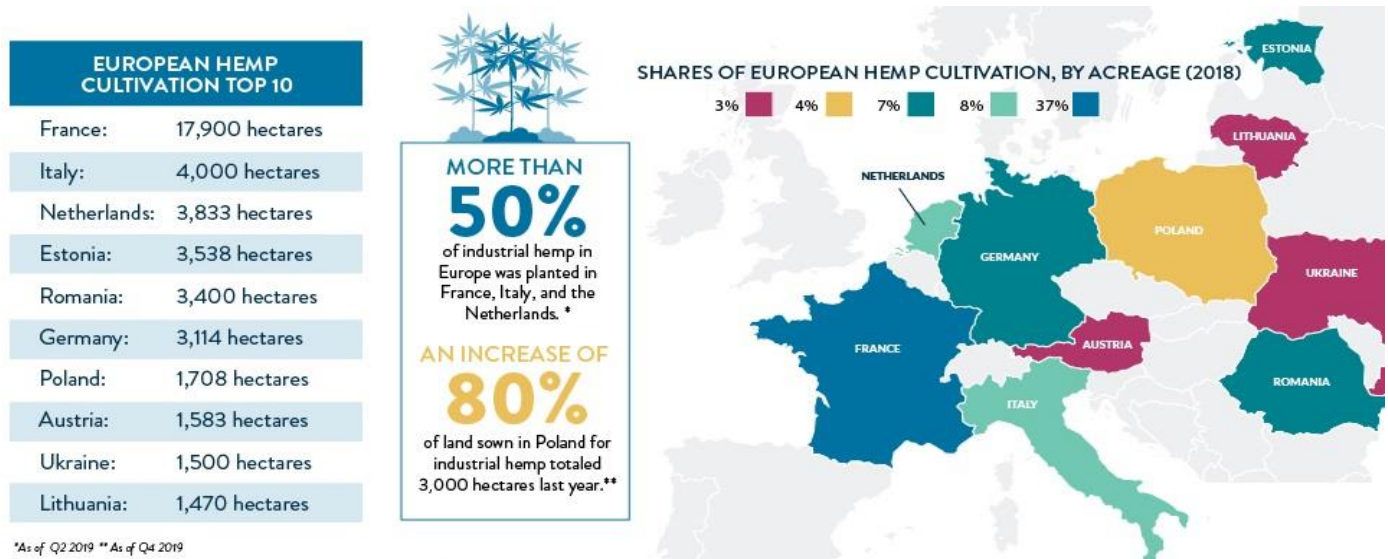 EUROPEAN HEMP
CULTIVATION TOP 10
France: 17,900 hectares
Italy: 4,000 hectares
Netherlands: 3,833 hectares
Estonia: 3,538 hectares
Romania: 3,400 hectares
Germany: 3,114 hectares
Poland: 1,708 hectares
Austria: 1,583 hectares
Ukraine: 1,500 hectares
Lithuania: 1,470 hectares
*As of Q2 2019 ** As of Q4 2019
MORE THAN
50%
of industrial hemp in
Europe was planted in
France, Italy, and the
Netherlands. *
AN INCREASE OF
80%
of land sown in Poland for
industrial hemp totaled
3,000 hectares last year.**
SHARES OF EUROPEAN HEMP CULTIVATION, BY ACREAGE (2018)
3% 4% 7% 8% 37%
ESTONIA
LITHUANIA
NETHERLANDS
POLAND
GERMANY
UKRAINE
FRANCE
AUSTRIA
ROMANIA
ITALY